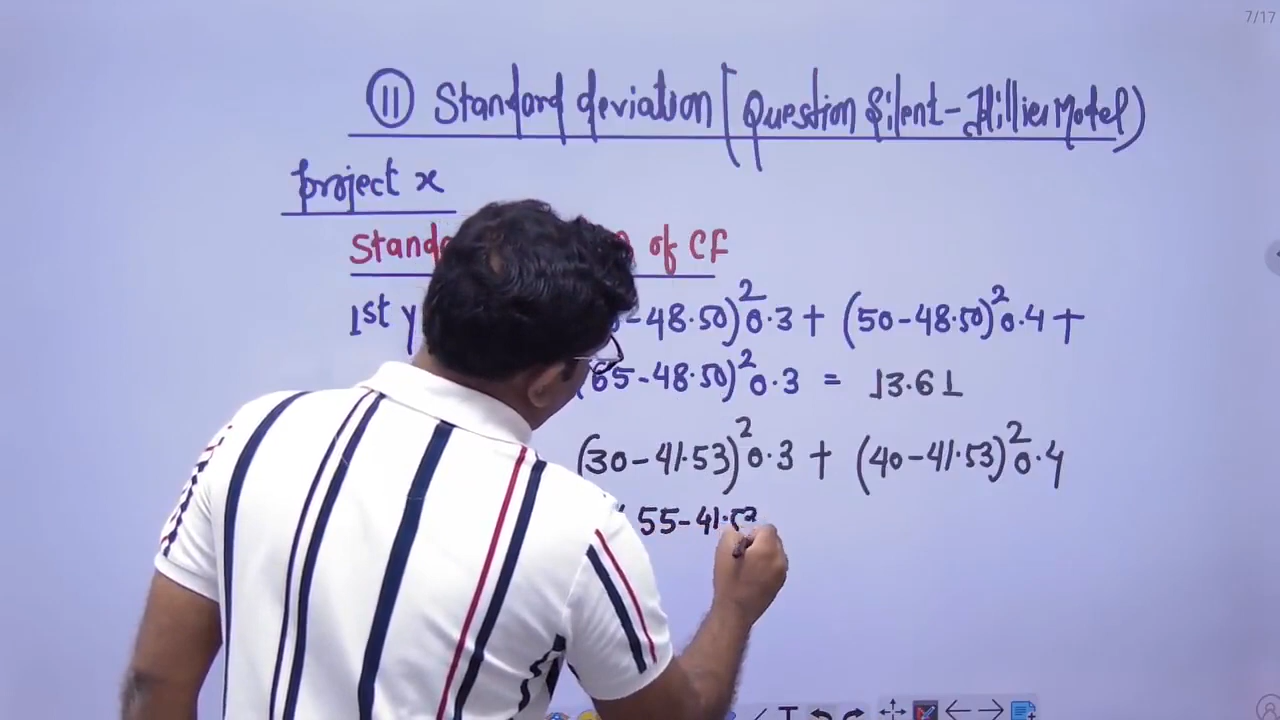 7/17
11 Standard deviation [Question Silent - Hillier Model)
project x
of CF
1st y - 48.50)² 0.3 + (50 - 48.50)² 0.4 +
(65 - 48.50)² 0.3 = 13.61
(30 - 41.53)² 0.3 + (40 - 41.53)² 0.4
55 - 41.53